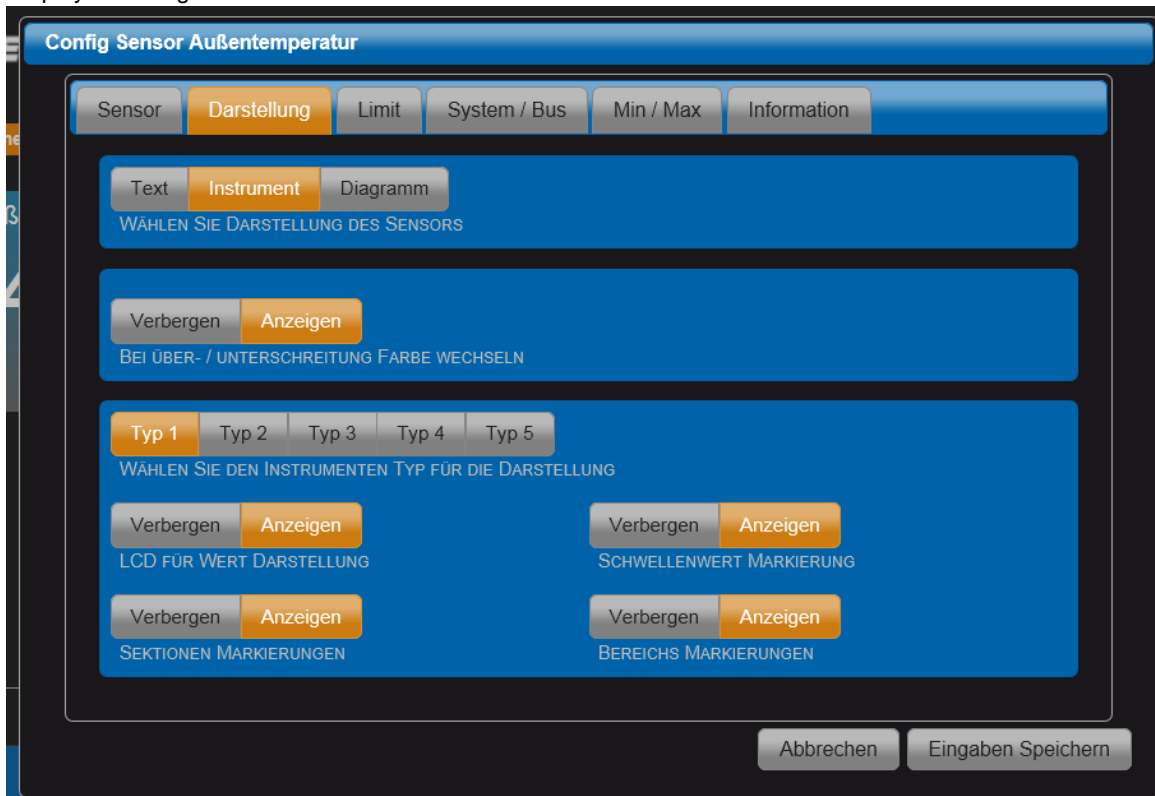 Config Sensor Außentemperatur
Sensor Darstellung Limit System / Bus Min / Max Information
Text Instrument Diagramm
WÄHLEN SIE DARSTELLUNG DES SENSORS
Verbergen Anzeigen
BEI ÜBER- / UNTERSCHREITUNG FARBE WECHSELN
Typ 1 Typ 2 Typ 3 Typ 4 Typ 5
WÄHLEN SIE DEN INSTRUMENTEN TYP FÜR DIE DARSTELLUNG
Verbergen Anzeigen Verbergen Anzeigen
LCD FÜR WERT DARSTELLUNG SCHWELLENWERT MARKIERUNG
Verbergen Anzeigen Verbergen Anzeigen
SEKTIONEN MARKIERUNGEN BEREICHS MARKIERUNGEN
Abbrechen Eingaben Speichern